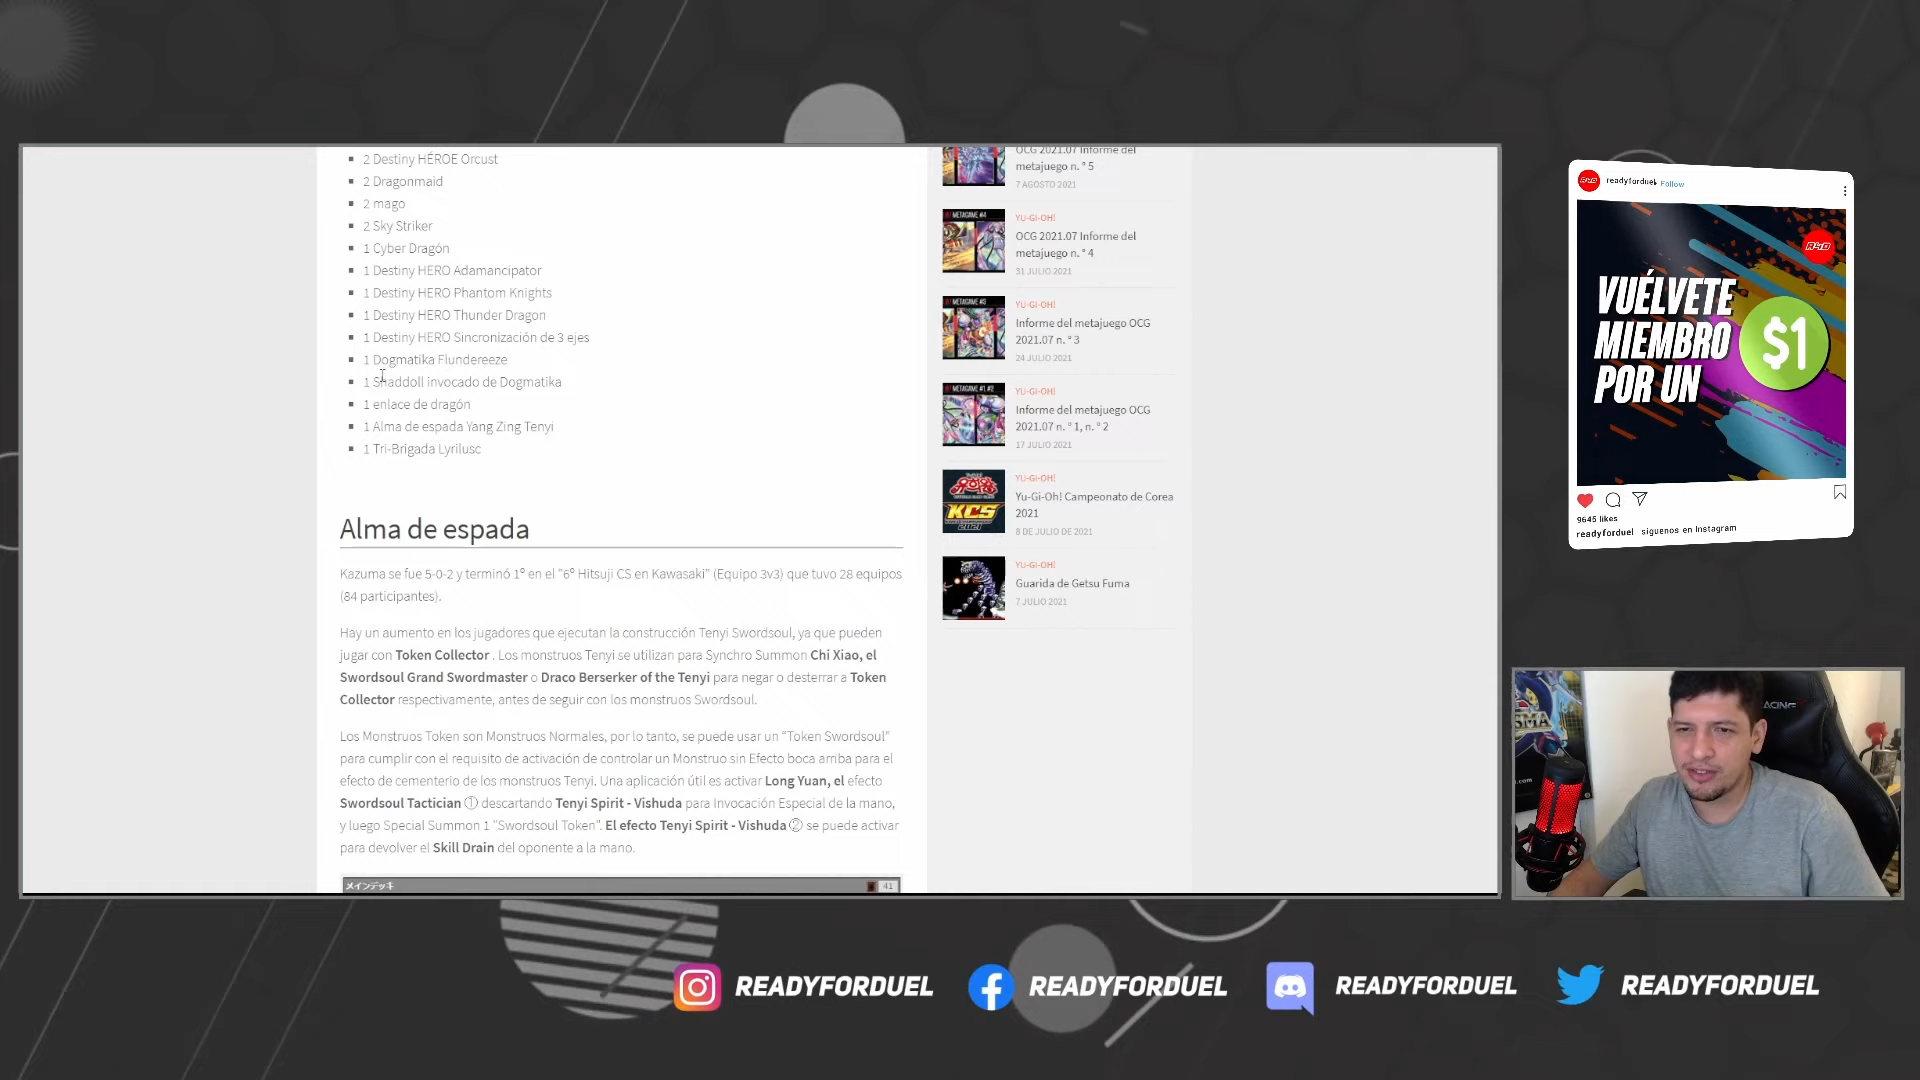 2 Destiny HÉROE Orcust
2 Dragonmaid
2 mago
2 Sky Striker
1 Cyber Dragón
1 Destiny HERO Adamancipator
1 Destiny HERO Phantom Knights
1 Destiny HERO Thunder Dragon
1 Destiny HERO Sincronización de 3 ejes
1 Dogmatika Flundereeze
1 Shaddoll invocado de Dogmatika
1 enlace de dragón
1 Alma de espada Yang Zing Tenyi
1 Tri-Brigada Lyrilusc
Alma de espada
Kazuma se fue 5-0-2 y terminó 1º en el "6º Hitsuji CS en Kawasaki" (Equipo 3v3) que tuvo 28 equipos
(84 participantes).
Hay un aumento en los jugadores que ejecutan la construcción Tenyi Swordsoul, ya que pueden
jugar con Token Collector . Los monstruos Tenyi se utilizan para Synchro Summon Chi Xiao, el
Swordsoul Grand Swordmaster o Draco Berserker of the Tenyi para negar o desterrar a Token
Collector respectivamente, antes de seguir con los monstruos Swordsoul.
Los Monstruos Token son Monstruos Normales, por lo tanto, se puede usar un "Token Swordsoul"
para cumplir con el requisito de activación de controlar un Monstruo sin Efecto boca arriba para el
efecto de cementerio de los monstruos Tenyi. Una aplicación útil es activar Long Yuan, el efecto
Swordsoul Tactician ① descartando Tenyi Spirit - Vishuda para Invocación Especial de la mano,
y luego Special Summon 1 "Swordsoul Token". El efecto Tenyi Spirit - Vishuda ② se puede activar
para devolver el Skill Drain del oponente a la mano.
メインデッキ 41
OCG 2021.07 Informe del
metajuego n. ° 5
7 AGOSTO 2021
METAGAME #4
YU-GI-OH!
OCG 2021.07 Informe del
metajuego n. ° 4
31 JULIO 2021
METAGAME #3
YU-GI-OH!
Informe del metajuego OCG
2021.07 n. ° 3
24 JULIO 2021
METAGAME #1, #2
YU-GI-OH!
Informe del metajuego OCG
2021.07 n. ° 1, n. ° 2
17 JULIO 2021
KCS
2021
YU-GI-OH!
Yu-Gi-Oh! Campeonato de Corea
2021
8 DE JULIO DE 2021
YU-GI-OH!
Guarida de Getsu Fuma
7 JULIO 2021
R4D
readyforduel Follow
R4D
VUÉLVETE
MIEMBRO
POR UN
$1
9645 likes
readyforduel síguenos en Instagram
READYFORDUEL
READYFORDUEL
READYFORDUEL
READYFORDUEL